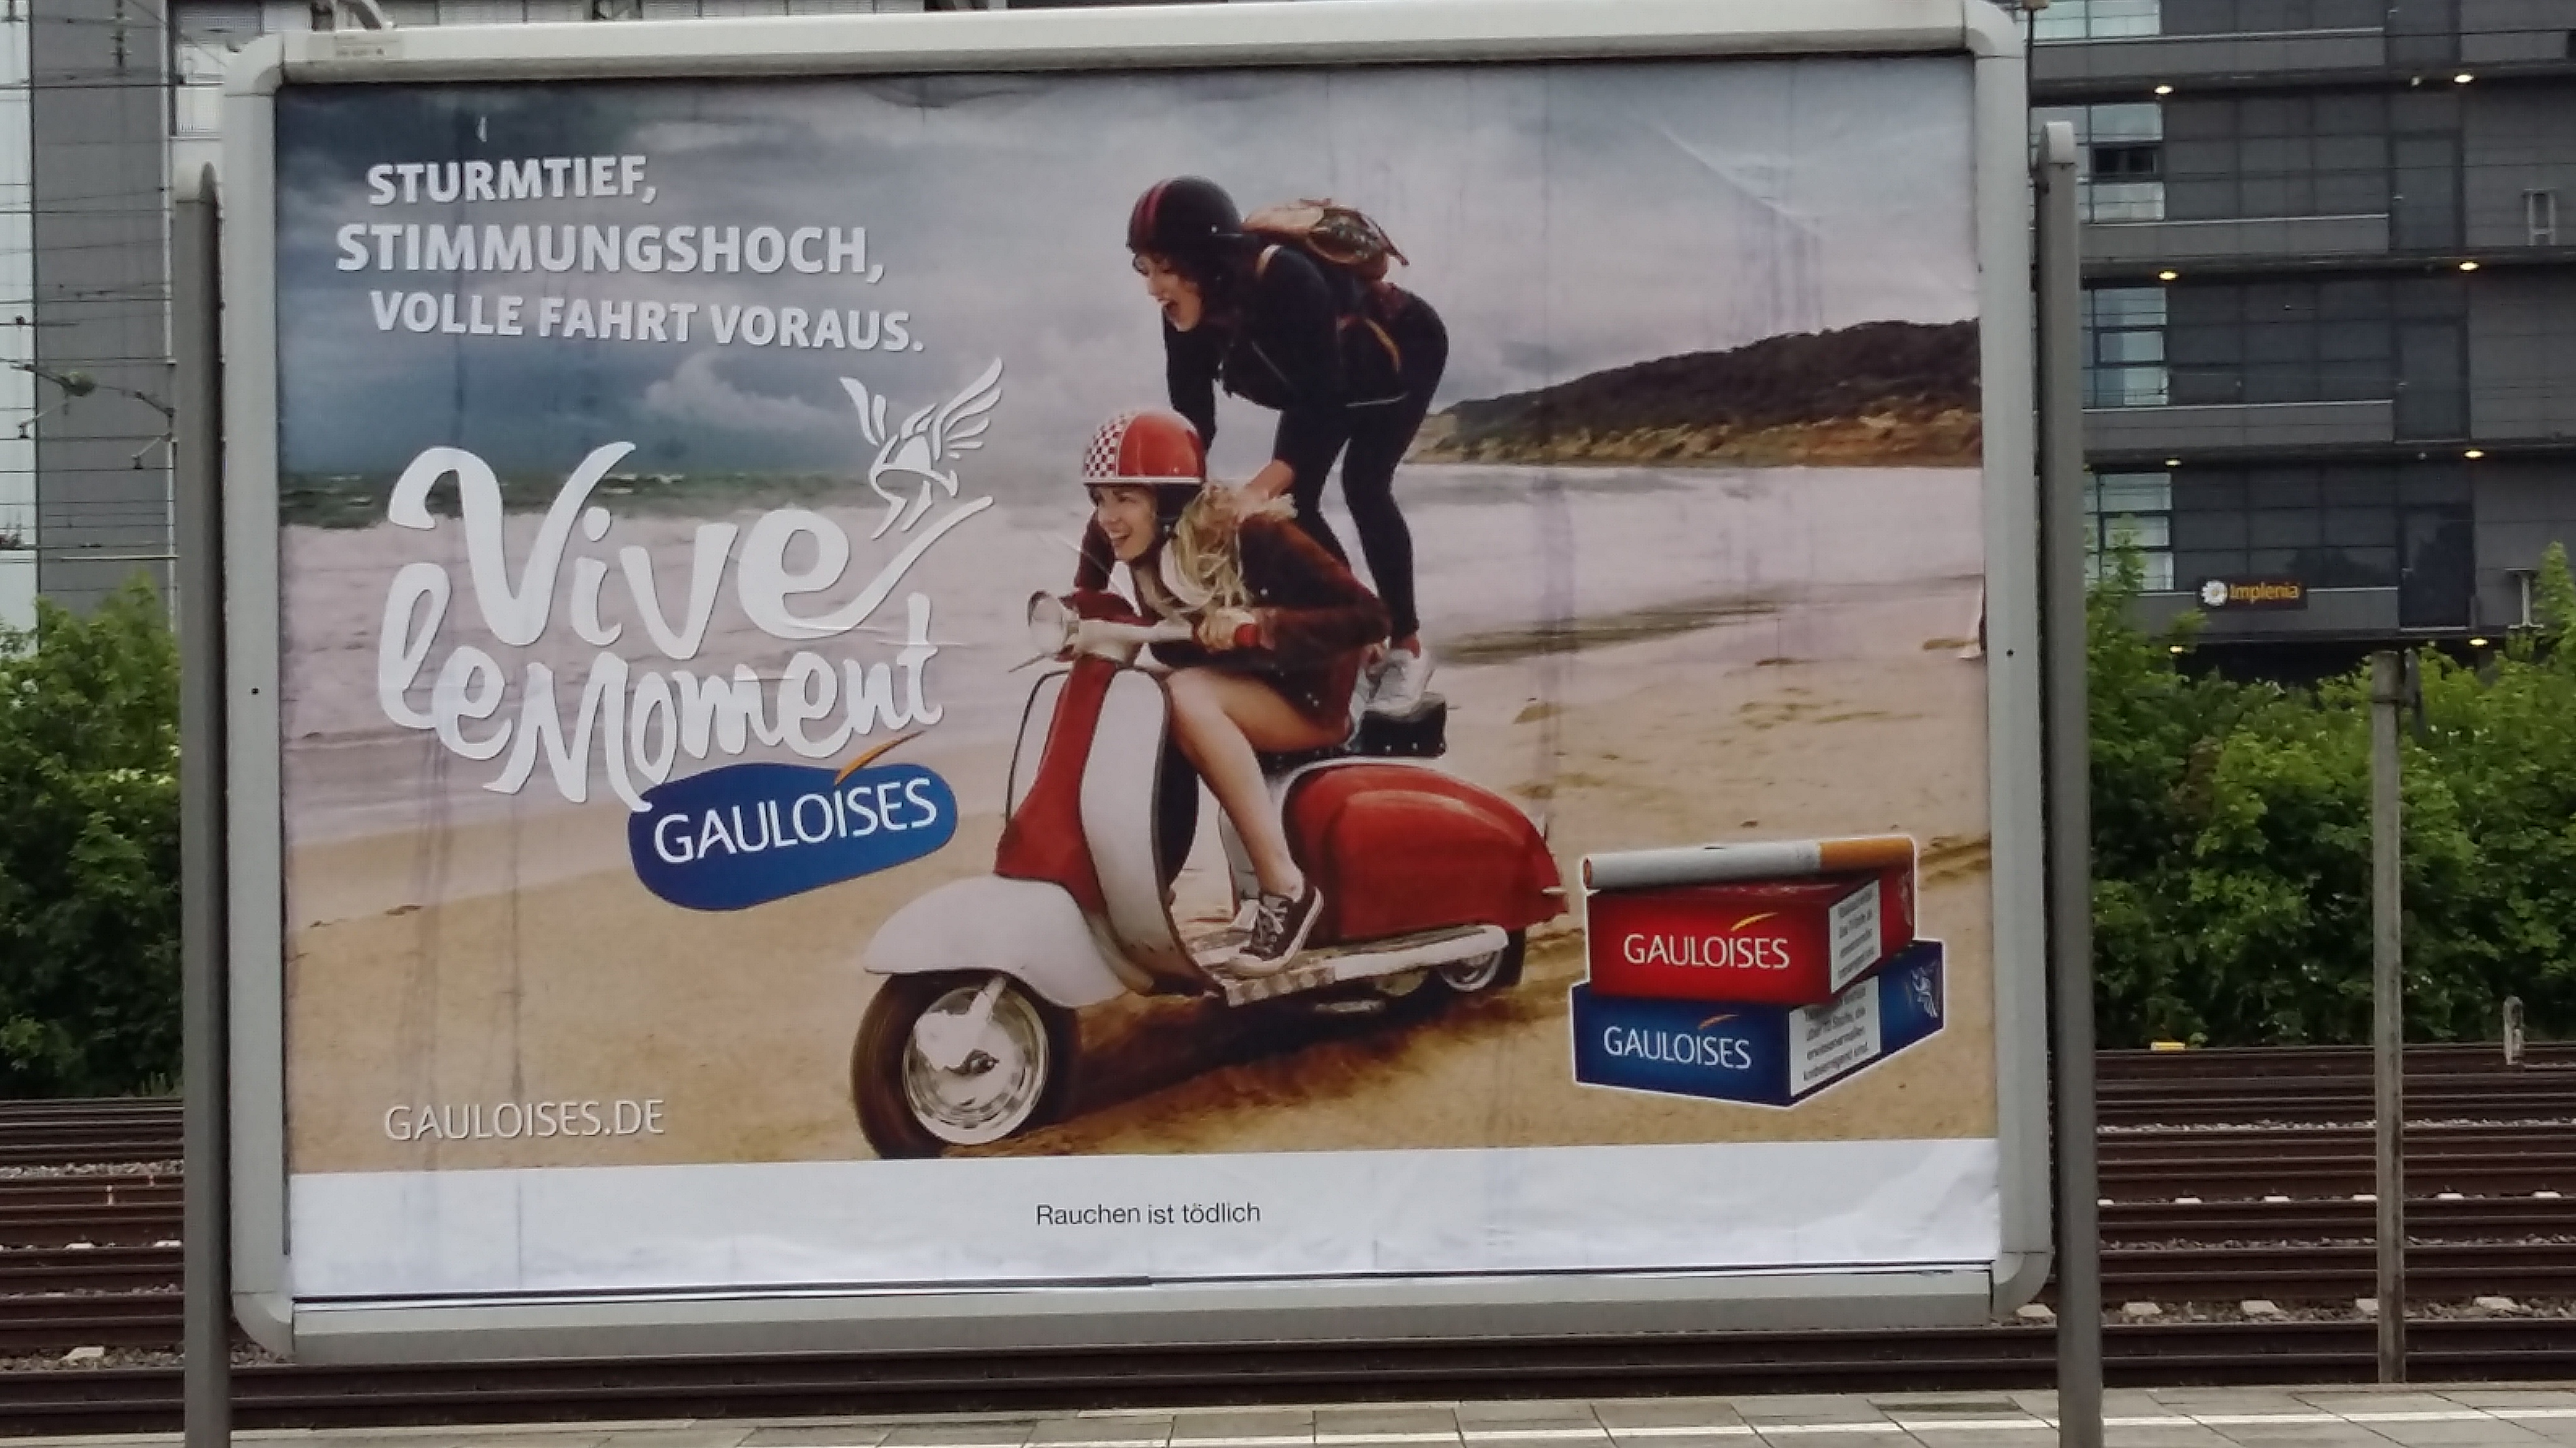 STURMTIEF,
STIMMUNGSHOCH,
VOLLE FAHRT VORAUS.
Vive
le Moment
GAULOISES
GAULOISES
GAULOISES
GAULOISES.DE
Rauchen ist tödlich
Implenia